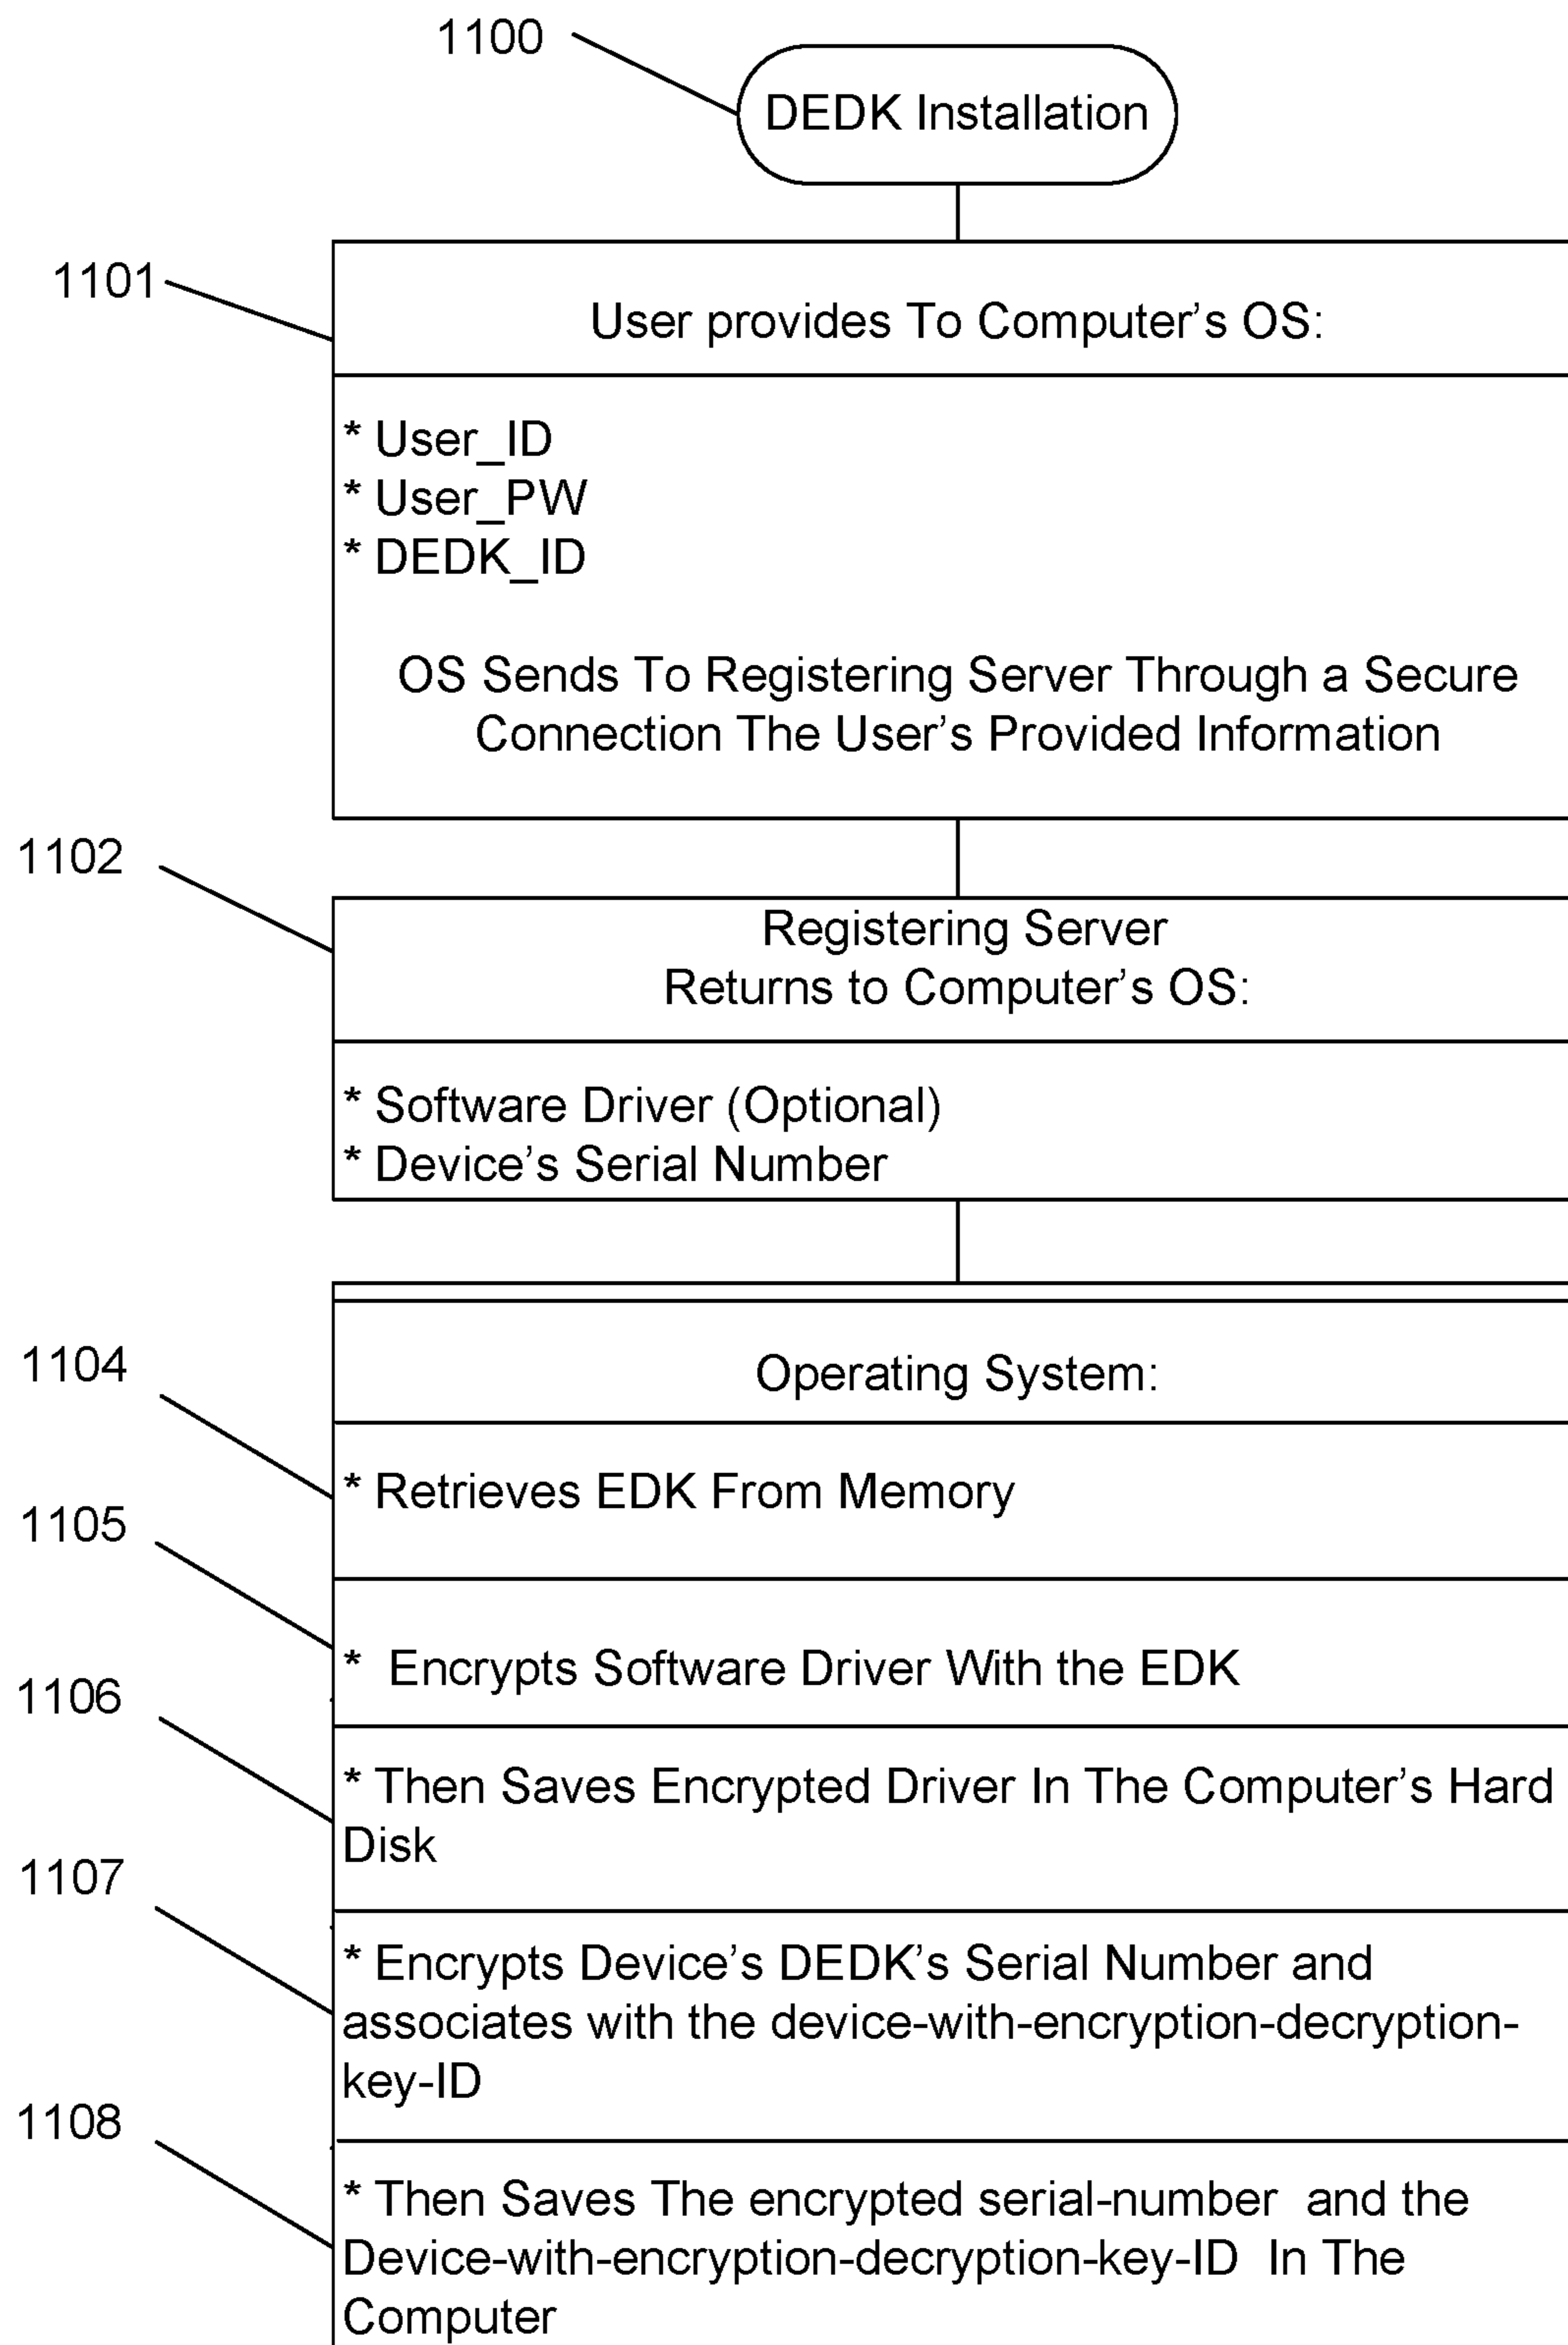 1100
DEDK Installation
1101
User provides To Computer's OS:
* User_ID
* User_PW
* DEDK_ID
OS Sends To Registering Server Through a Secure
Connection The User's Provided Information
1102
Registering Server
Returns to Computer's OS:
* Software Driver (Optional)
* Device's Serial Number
Operating System:
1104
* Retrieves EDK From Memory
1105
*  Encrypts Software Driver With the EDK
1106
* Then Saves Encrypted Driver In The Computer's Hard
Disk
1107
* Encrypts Device's DEDK's Serial Number and
associates with the device-with-encryption-decryption-
key-ID
1108
* Then Saves The encrypted serial-number  and the
Device-with-encryption-decryption-key-ID  In The
Computer